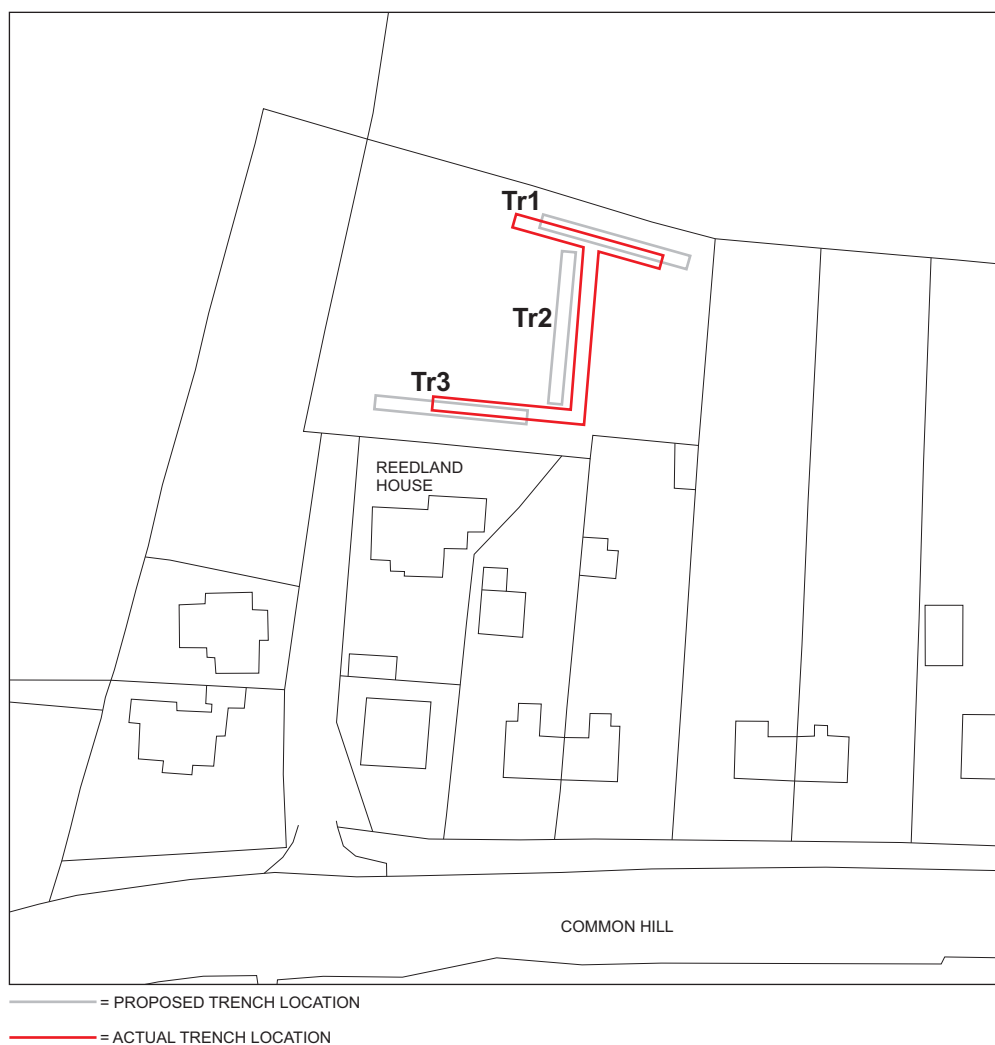 Tr1
Tr2
Tr3
REEDLAND
HOUSE
COMMON HILL
= PROPOSED TRENCH LOCATION
= ACTUAL TRENCH LOCATION